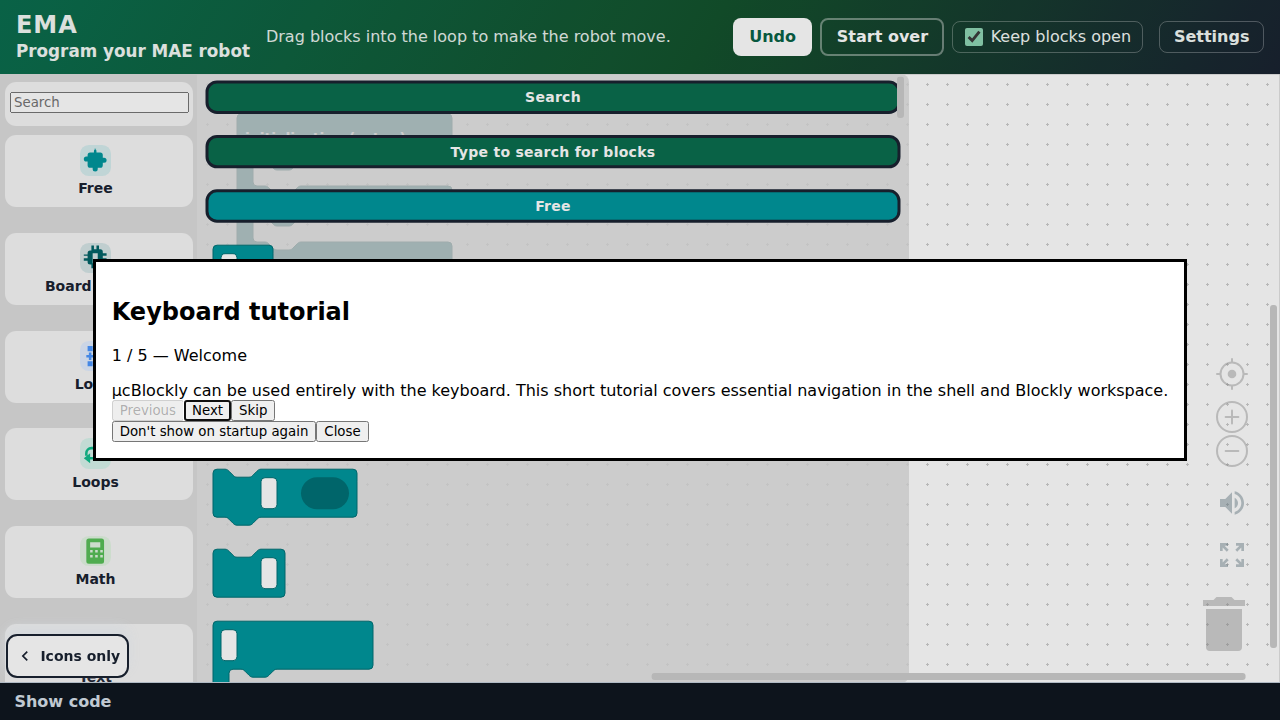 EMA
Program your MAE robot
Drag blocks into the loop to make the robot move.
Undo
Start over
Keep blocks open
Settings
Search
Free
Board
Lo
Loops
Math
Text
Icons only
Search
Type to search for blocks
Free
Keyboard tutorial
1 / 5 — Welcome
µcBlockly can be used entirely with the keyboard. This short tutorial covers essential navigation in the shell and Blockly workspace.
Previous
Next
Skip
Don't show on startup again
Close
Show code